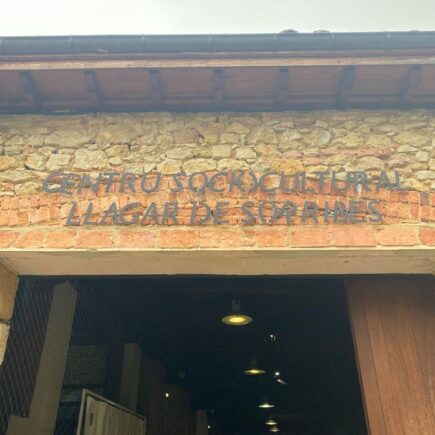 CENTRU SOCIOCULTURAL
LLAGAR DE SORRIBES